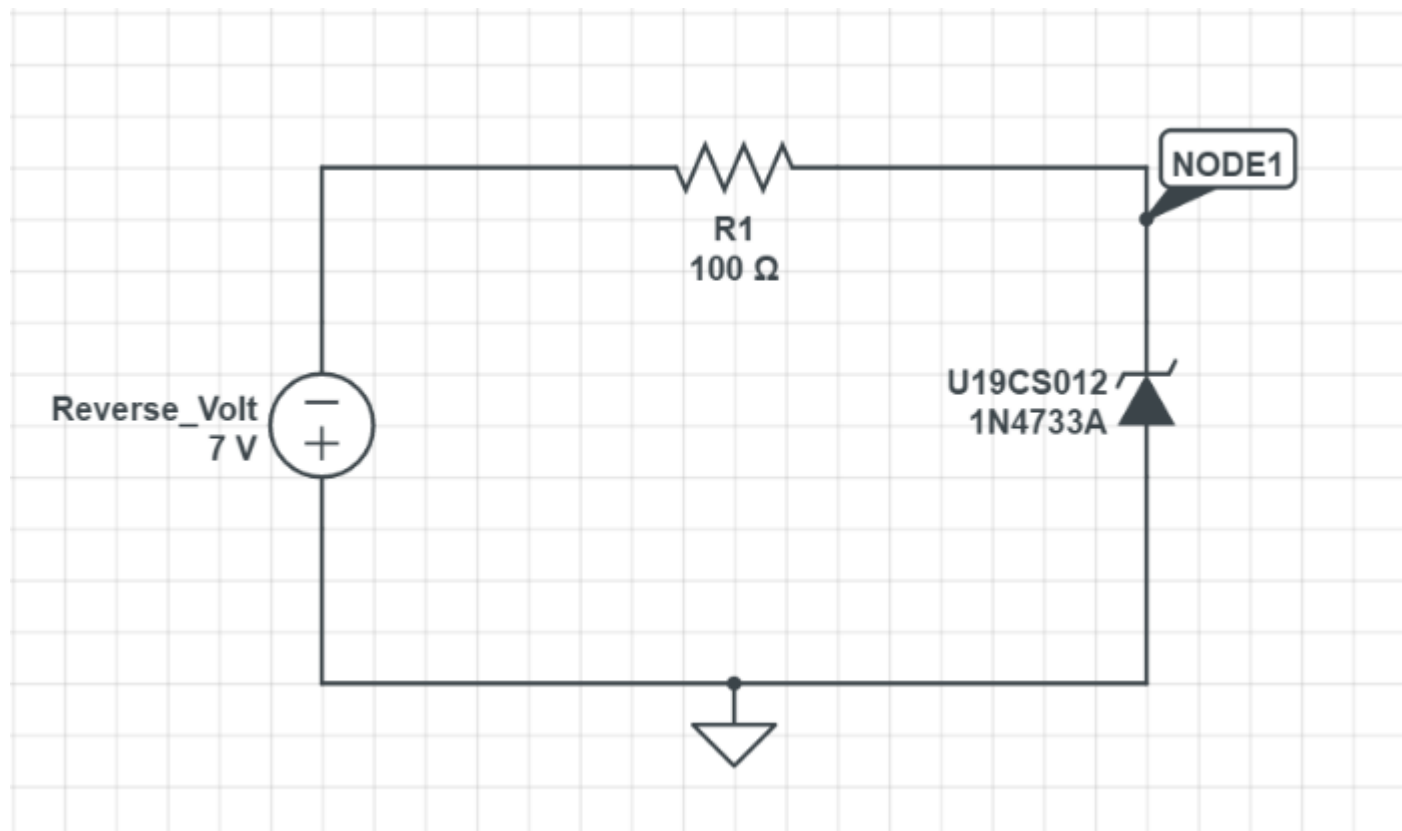 NODE1
R1
100 Ω
Reverse_Volt
7 V
U19CS012
1N4733A